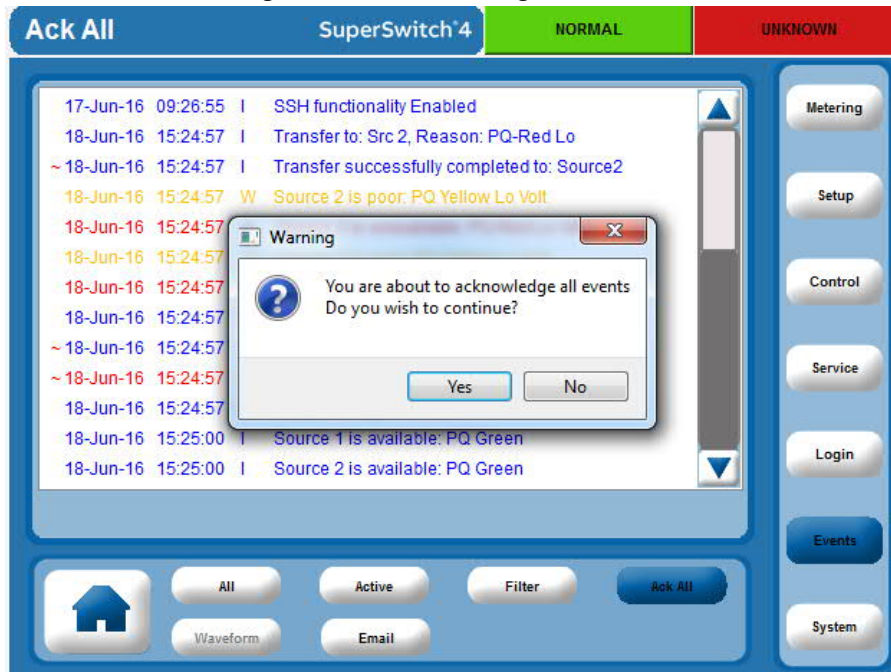 Ack All SuperSwitch®4 NORMAL UNKNOWN
17-Jun-16 09:26:55 I SSH functionality Enabled
18-Jun-16 15:24:57 I Transfer to: Src 2, Reason: PQ-Red Lo
~ 18-Jun-16 15:24:57 I Transfer successfully completed to: Source2
18-Jun-16 15:24:57 W Source 2 is poor: PQ Yellow Lo Volt
18-Jun-16 15:24:57
18-Jun-16 15:24:57
18-Jun-16 15:24:57
18-Jun-16 15:24:57
~ 18-Jun-16 15:24:57
~ 18-Jun-16 15:24:57
18-Jun-16 15:24:57
18-Jun-16 15:25:00 I Source 1 is available: PQ Green
18-Jun-16 15:25:00 I Source 2 is available: PQ Green
Warning
You are about to acknowledge all events
Do you wish to continue?
Yes No
Metering
Setup
Control
Service
Login
Events
System
All Active Filter Ack All
Waveform Email